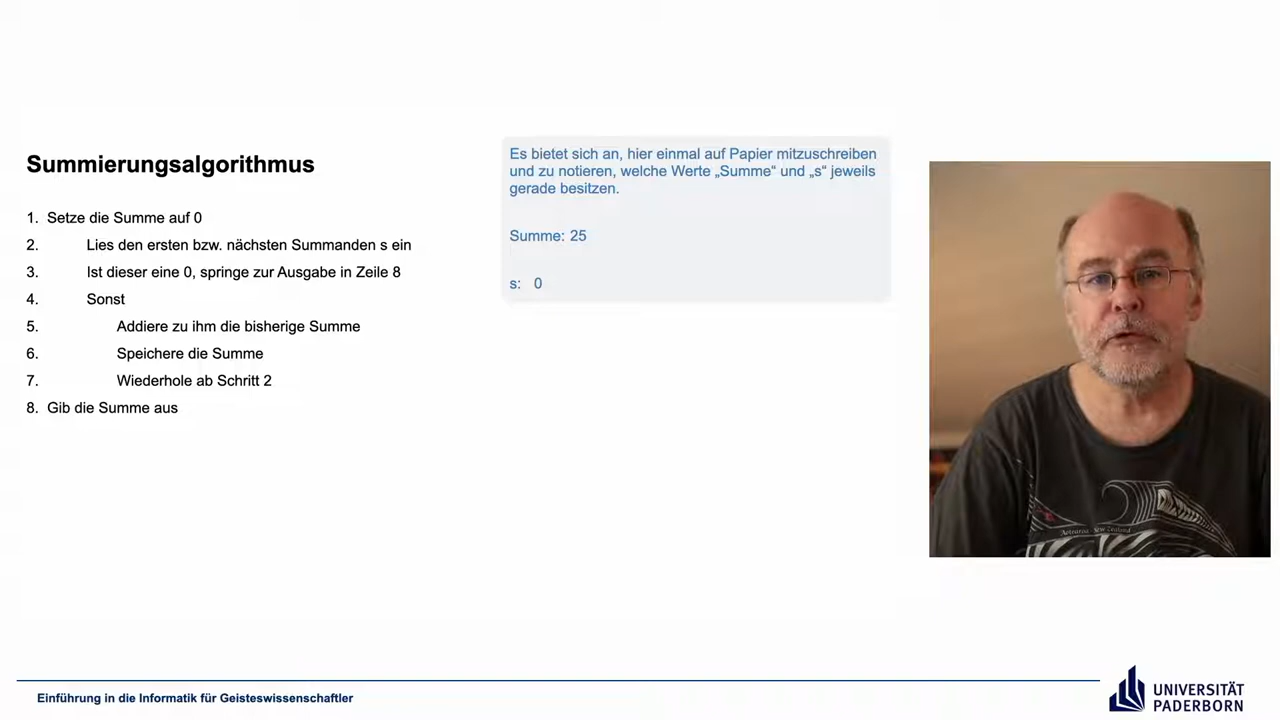 Summierungsalgorithmus
1. Setze die Summe auf 0
2. Lies den ersten bzw. nächsten Summanden s ein
3. Ist dieser eine 0, springe zur Ausgabe in Zeile 8
4. Sonst
5. Addiere zu ihm die bisherige Summe
6. Speichere die Summe
7. Wiederhole ab Schritt 2
8. Gib die Summe aus
Es bietet sich an, hier einmal auf Papier mitzuschreiben
und zu notieren, welche Werte „Summe“ und „s“ jeweils
gerade besitzen.
Summe: 25
s: 0
Aotearoa New Zealand
Einführung in die Informatik für Geisteswissenschaftler
UNIVERSITÄT
PADERBORN